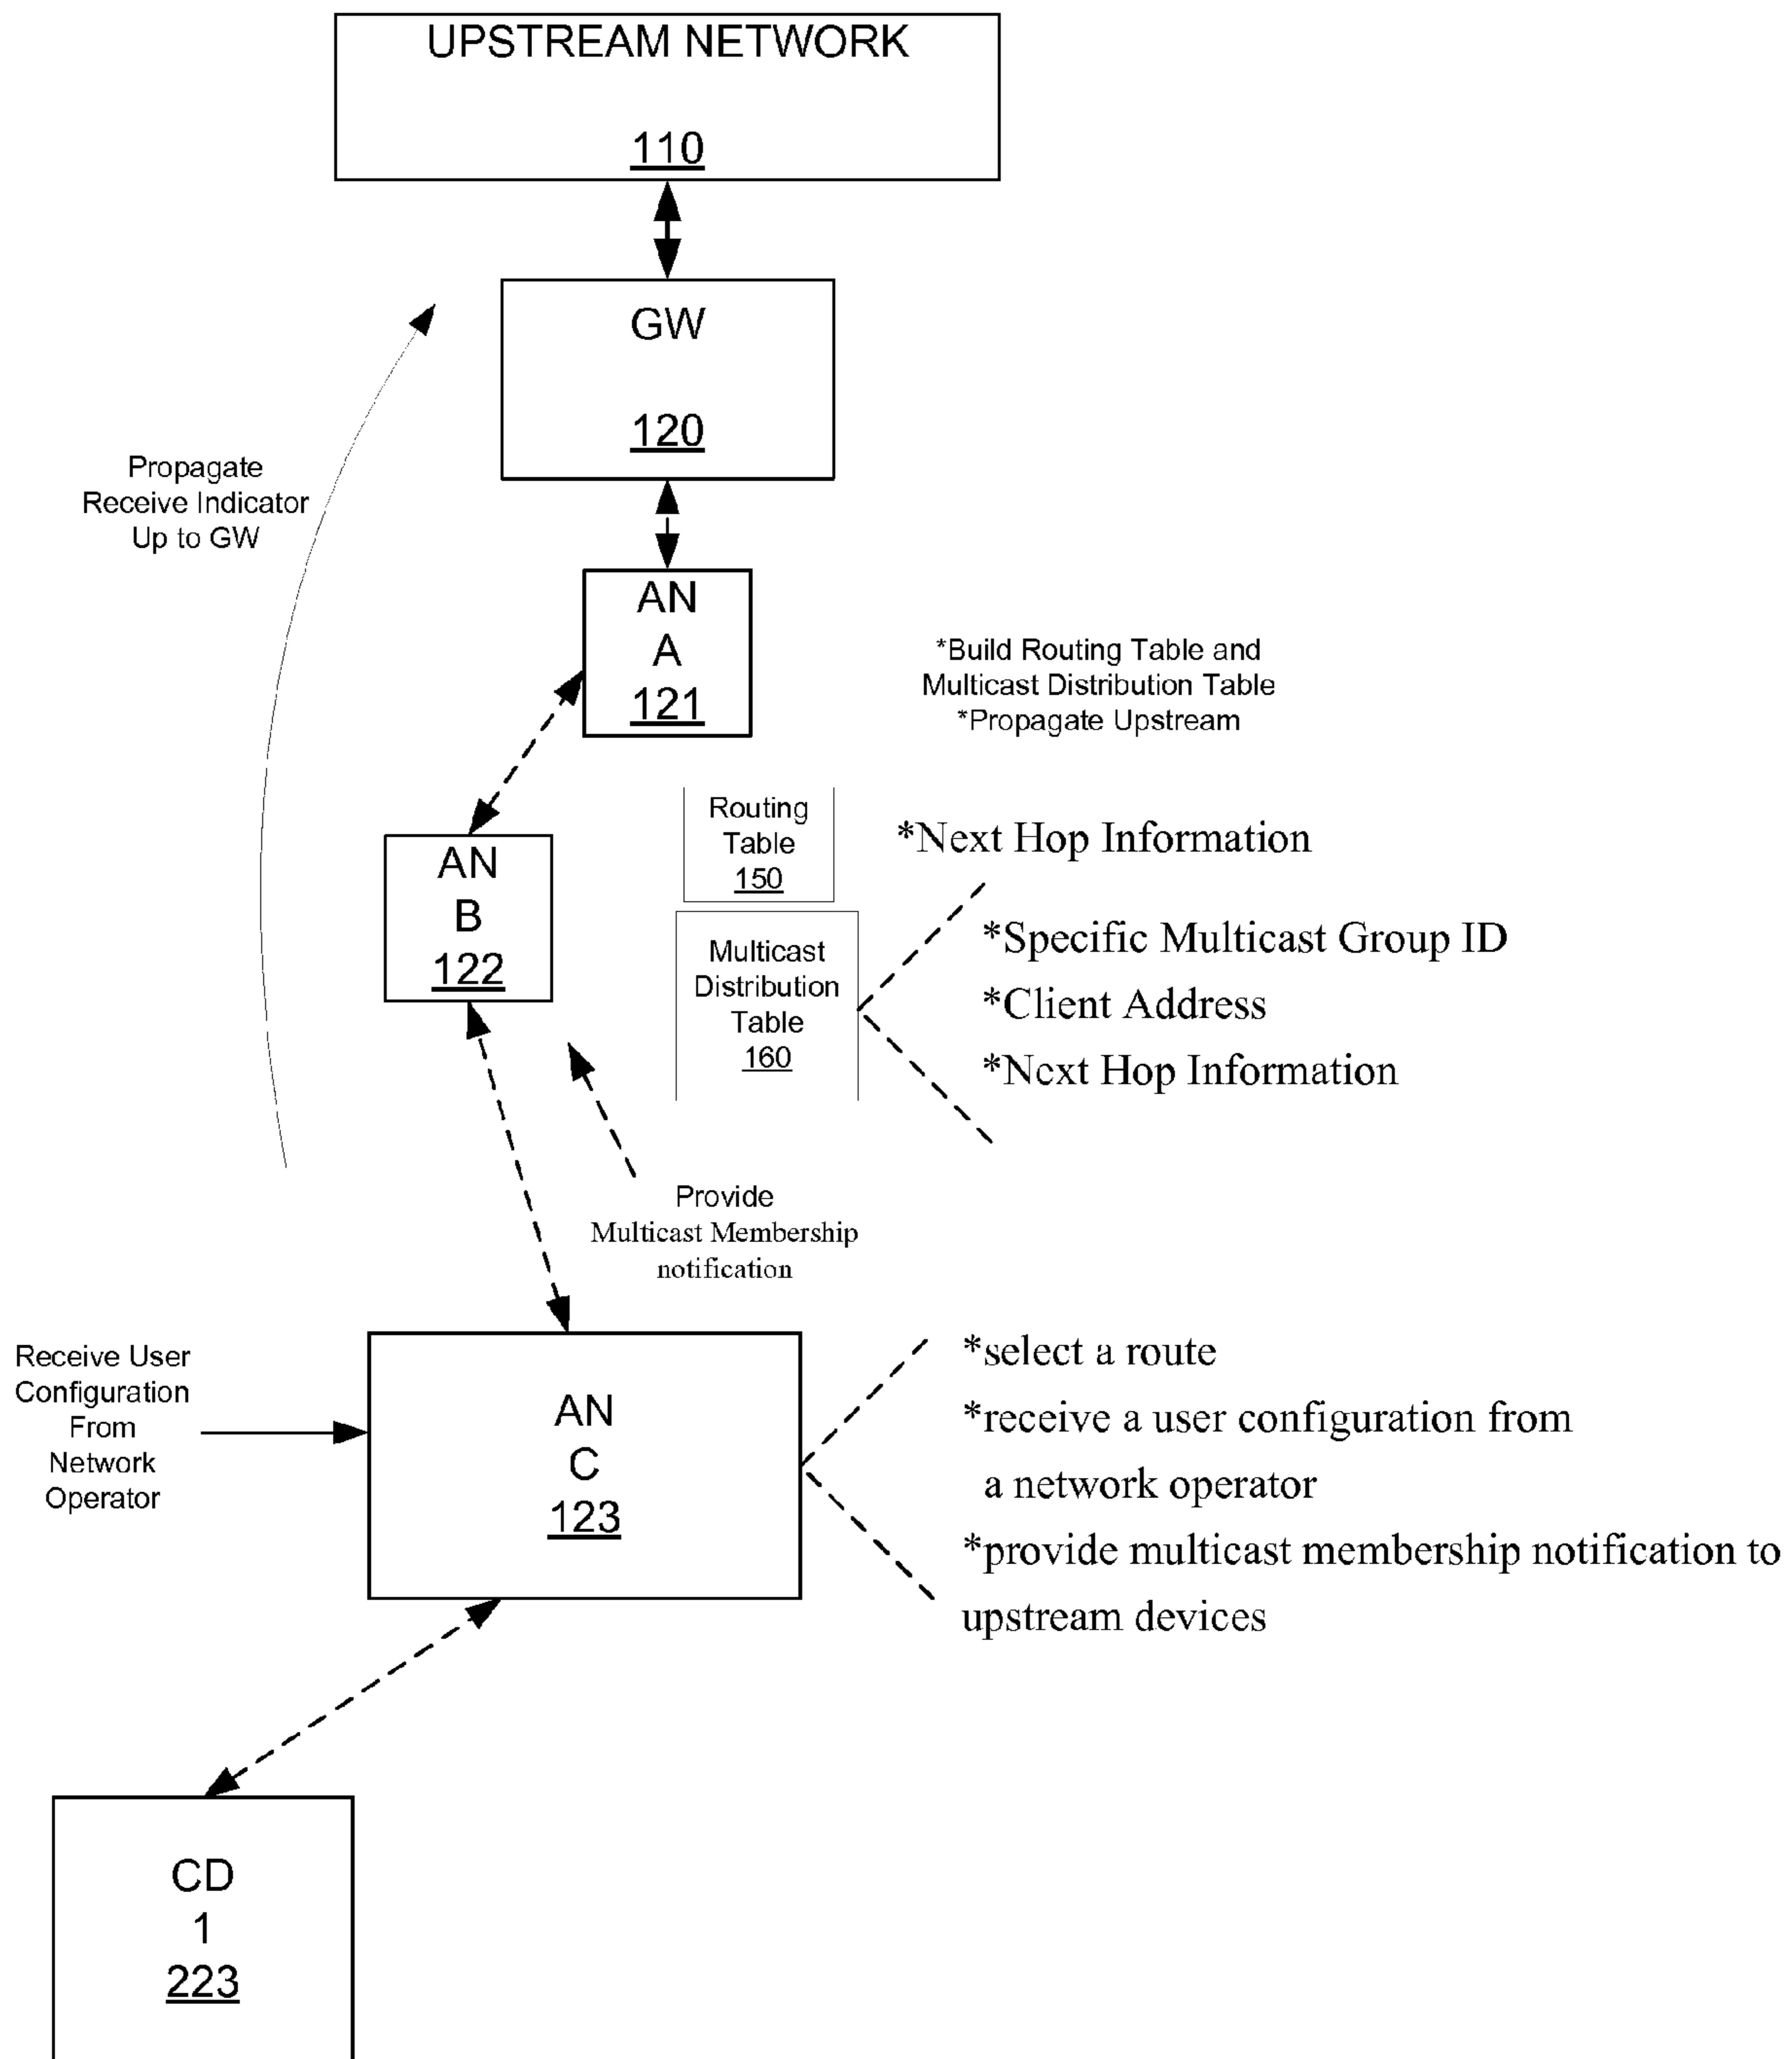 UPSTREAM NETWORK
110
GW
120
Propagate
Receive Indicator
Up to GW
AN
A
121
*Build Routing Table and
Multicast Distribution Table
*Propagate Upstream
Routing
Table
150
*Next Hop Information
AN
B
122
Multicast
Distribution
Table
160
*Specific Multicast Group ID
*Client Address
*Next Hop Information
Provide
Multicast Membership
notification
Receive User
Configuration
From
Network
Operator
AN
C
123
*select a route
*receive a user configuration from
a network operator
*provide multicast membership notification to
upstream devices
CD
1
223